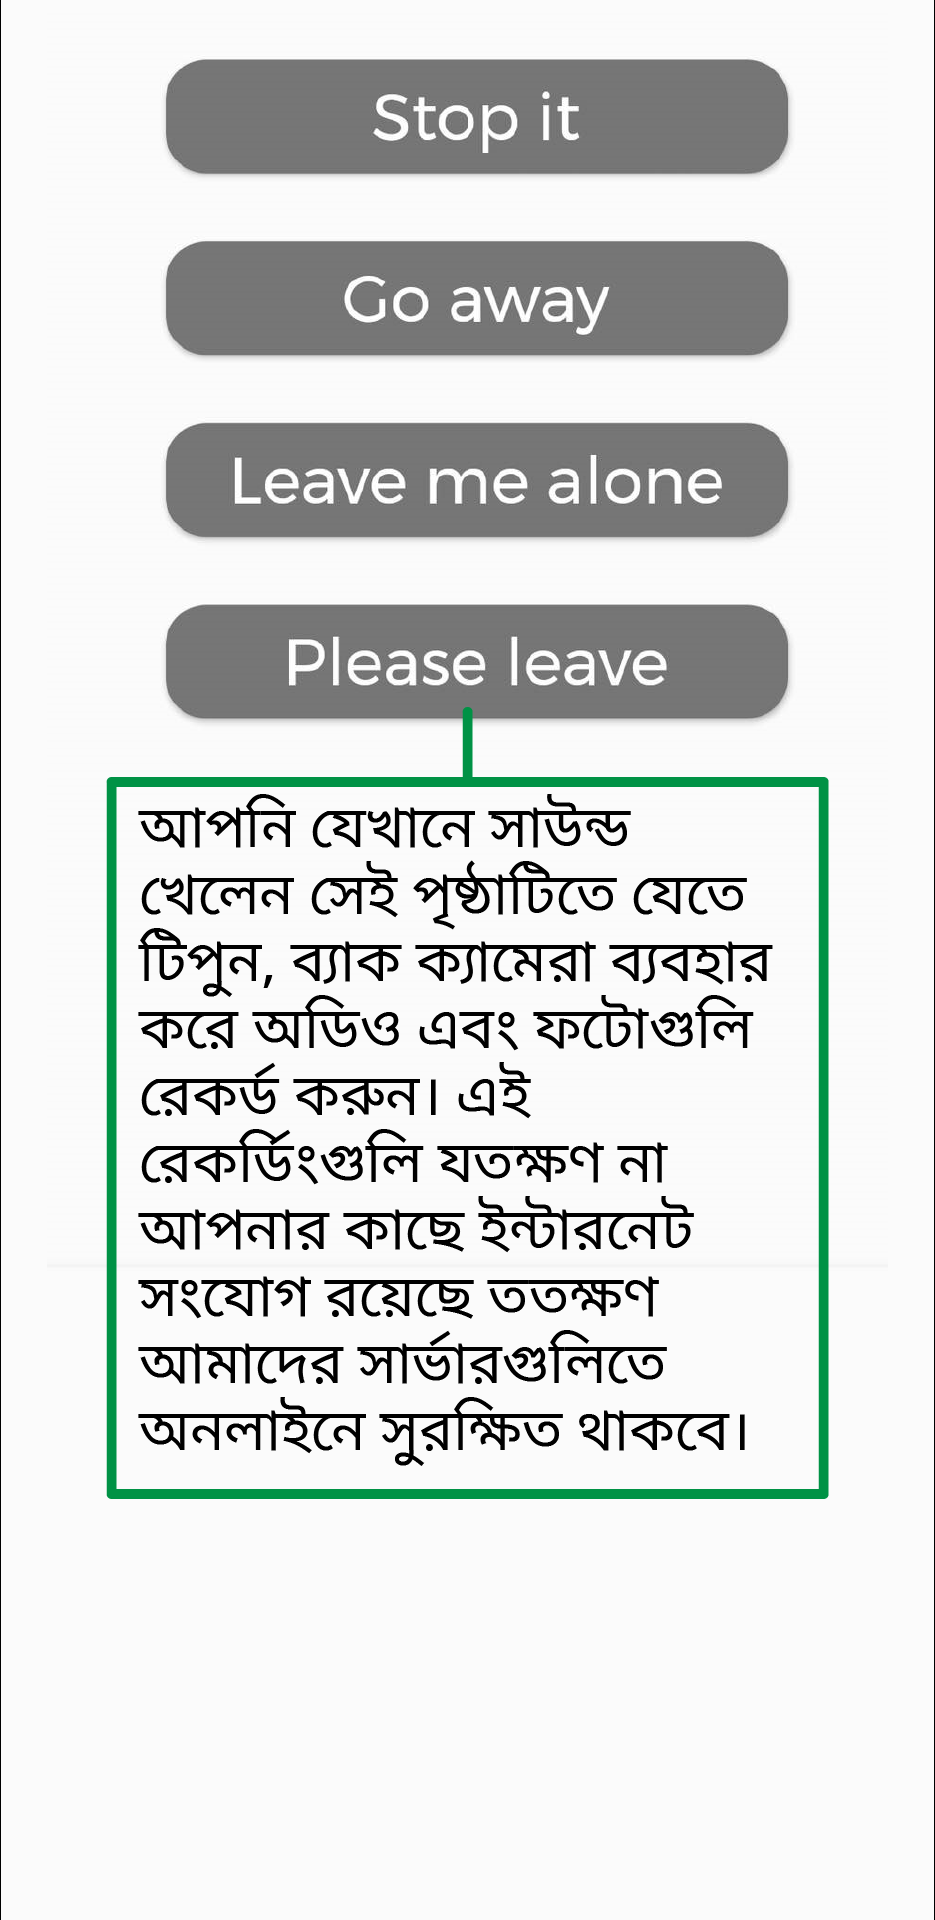 Stop it
Go away
Leave me alone
Please leave
আপনি যেখানে সাউন্ড
খেলেন সেই পৃষ্ঠাটিতে যেতে
টিপুন, ব্যাক ক্যামেরা ব্যবহার
করে অডিও এবং ফটোগুলি
রেকর্ড করুন। এই
রেকর্ডিংগুলি যতক্ষণ না
আপনার কাছে ইন্টারনেট
সংযোগ রয়েছে ততক্ষণ
আমাদের সার্ভারগুলিতে
অনলাইনে সুরক্ষিত থাকবে।